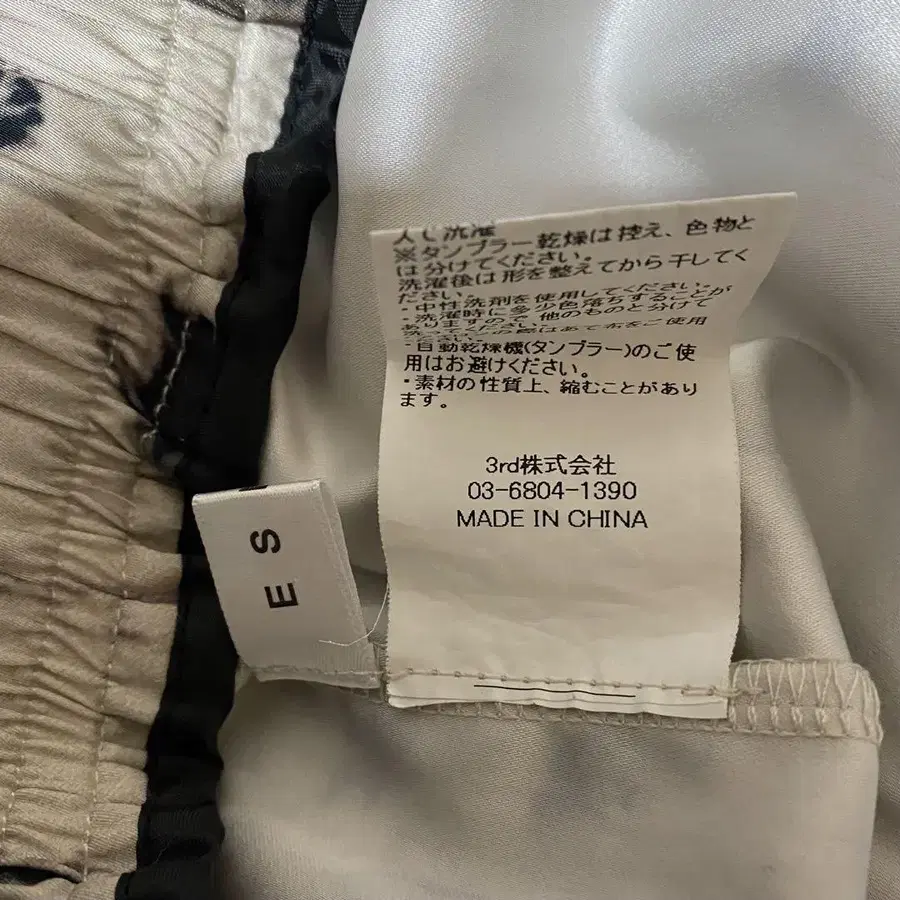 ※タンブラー乾燥は控え、色物と
は分けてください。
洗濯後は形を整えてから干してく
ださい。
・中性洗剤を使用してください。
・洗濯時に多少色落ちすることが
ありますので 他のものと分けて
・自動乾燥機(タンブラー)のご使
用はお避けください。
・素材の性質上、縮むことがあり
ます。
3rd株式会社
03-6804-1390
MADE IN CHINA
E S